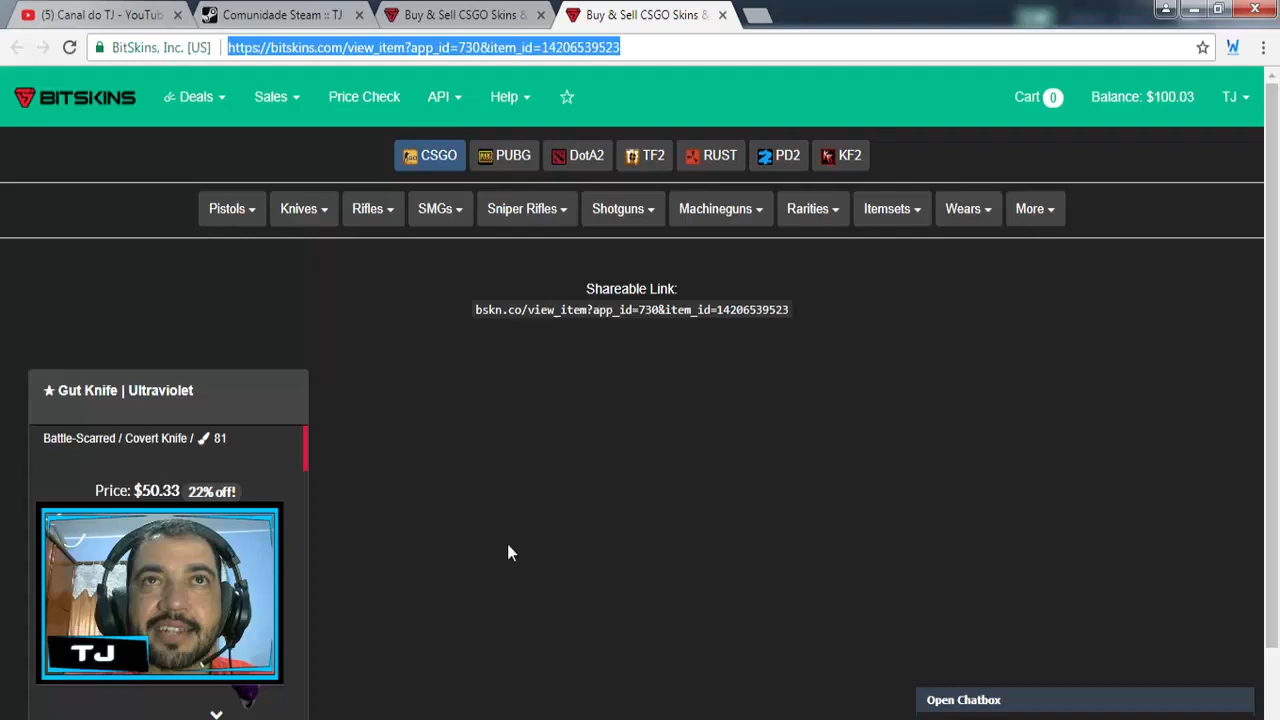 (5) Canal do TJ - YouTub
Comunidade Steam :: TJ
Buy & Sell CSGO Skins &
Buy & Sell CSGO Skins &
BitSkins, Inc. [US]
https://bitskins.com/view_item?app_id=730&item_id=14206539523
BITSKINS
Deals
Sales
Price Check
API
Help
Cart 0
Balance: $100.03
TJ
CSGO
PUBG
DotA2
TF2
RUST
PD2
KF2
Pistols
Knives
Rifles
SMGs
Sniper Rifles
Shotguns
Machineguns
Rarities
Itemsets
Wears
More
Shareable Link:
bskn.co/view_item?app_id=730&item_id=14206539523
★ Gut Knife | Ultraviolet
Battle-Scarred / Covert Knife / 81
Price: $50.33 22% off!
TJ
Open Chatbox